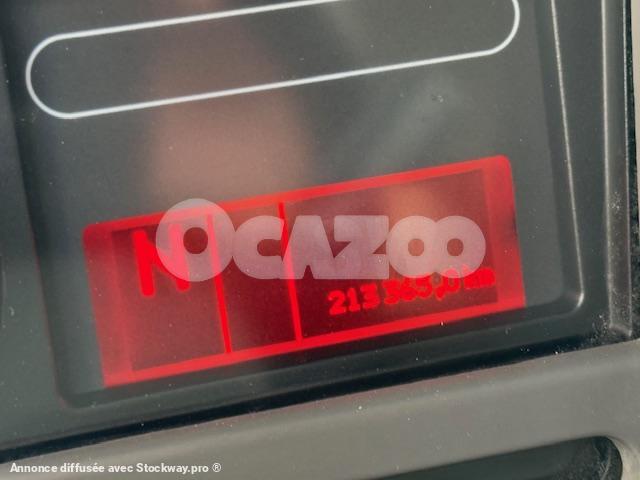 N
OCAZOO
213 365,0 km
Annonce diffusée avec Stockway.pro ®